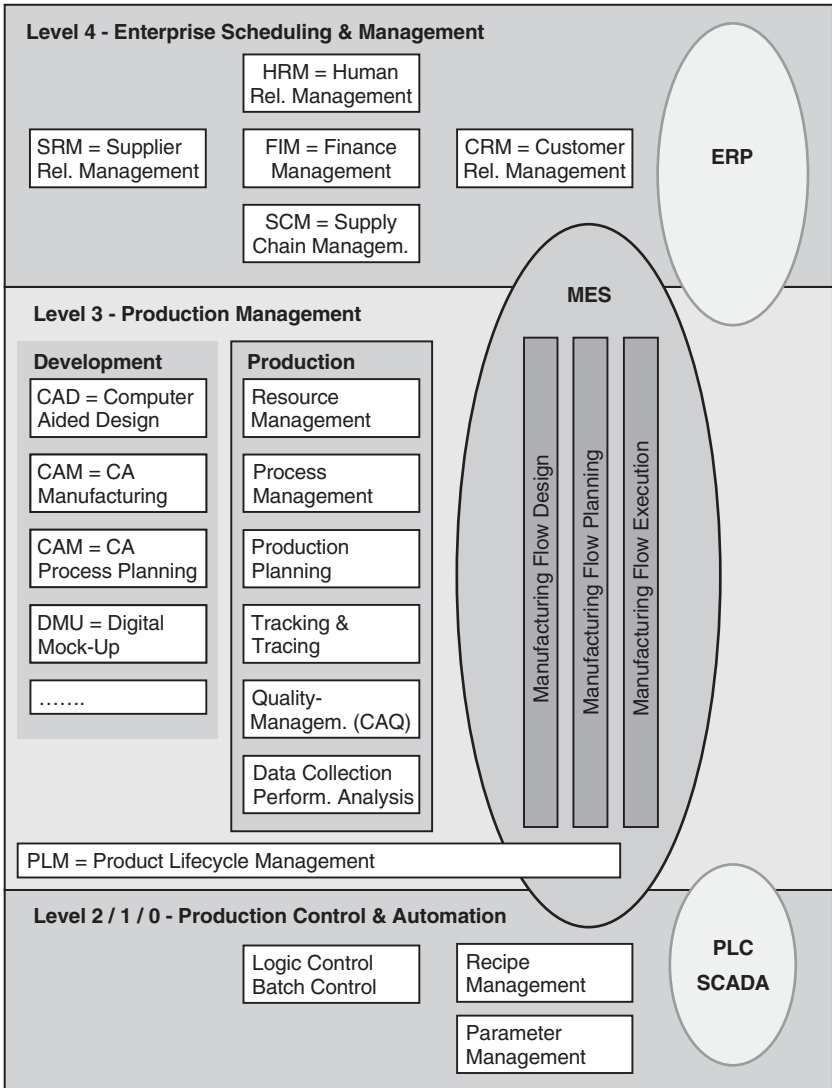 Level 4 - Enterprise Scheduling & Management
HRM = Human
Rel. Management
SRM = Supplier
Rel. Management
FIM = Finance
Management
CRM = Customer
Rel. Management
SCM = Supply
Chain Managem.
ERP
MES
Level 3 - Production Management
Development
CAD = Computer
Aided Design
CAM = CA
Manufacturing
CAM = CA
Process Planning
DMU = Digital
Mock-Up
.......
Production
Resource
Management
Process
Management
Production
Planning
Tracking &
Tracing
Quality-
Managem. (CAQ)
Data Collection
Perform. Analysis
Manufacturing Flow Design
Manufacturing Flow Planning
Manufacturing Flow Execution
PLM = Product Lifecycle Management
Level 2 / 1 / 0 - Production Control & Automation
Logic Control
Batch Control
Recipe
Management
Parameter
Management
PLC
SCADA